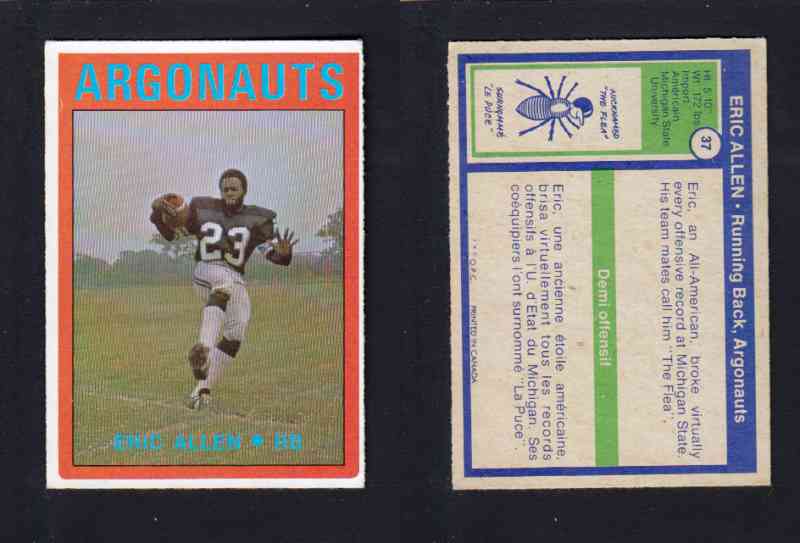 ARGONAUTS
23
ERIC ALLEN ★ RB
ERIC ALLEN • Running Back, Argonauts
37
Ht 5'10"
Wt 172 lbs
Import
Américain
Michigan State
University
NICKNAMED
"THE FLEA"
SURNOMMÉ
"LE PUCE"
Eric, an All-American, broke virtually
every offensive record at Michigan State.
His team mates call him "The Flea".
Demi offensif
Eric, une ancienne étoile américaine,
brisa virtuellement tous les records
offensifs à l'U. d'Etat du Michigan. Ses
coéquipiers l'on surnommé "La Puce".
O.P.C. PRINTED IN CANADA